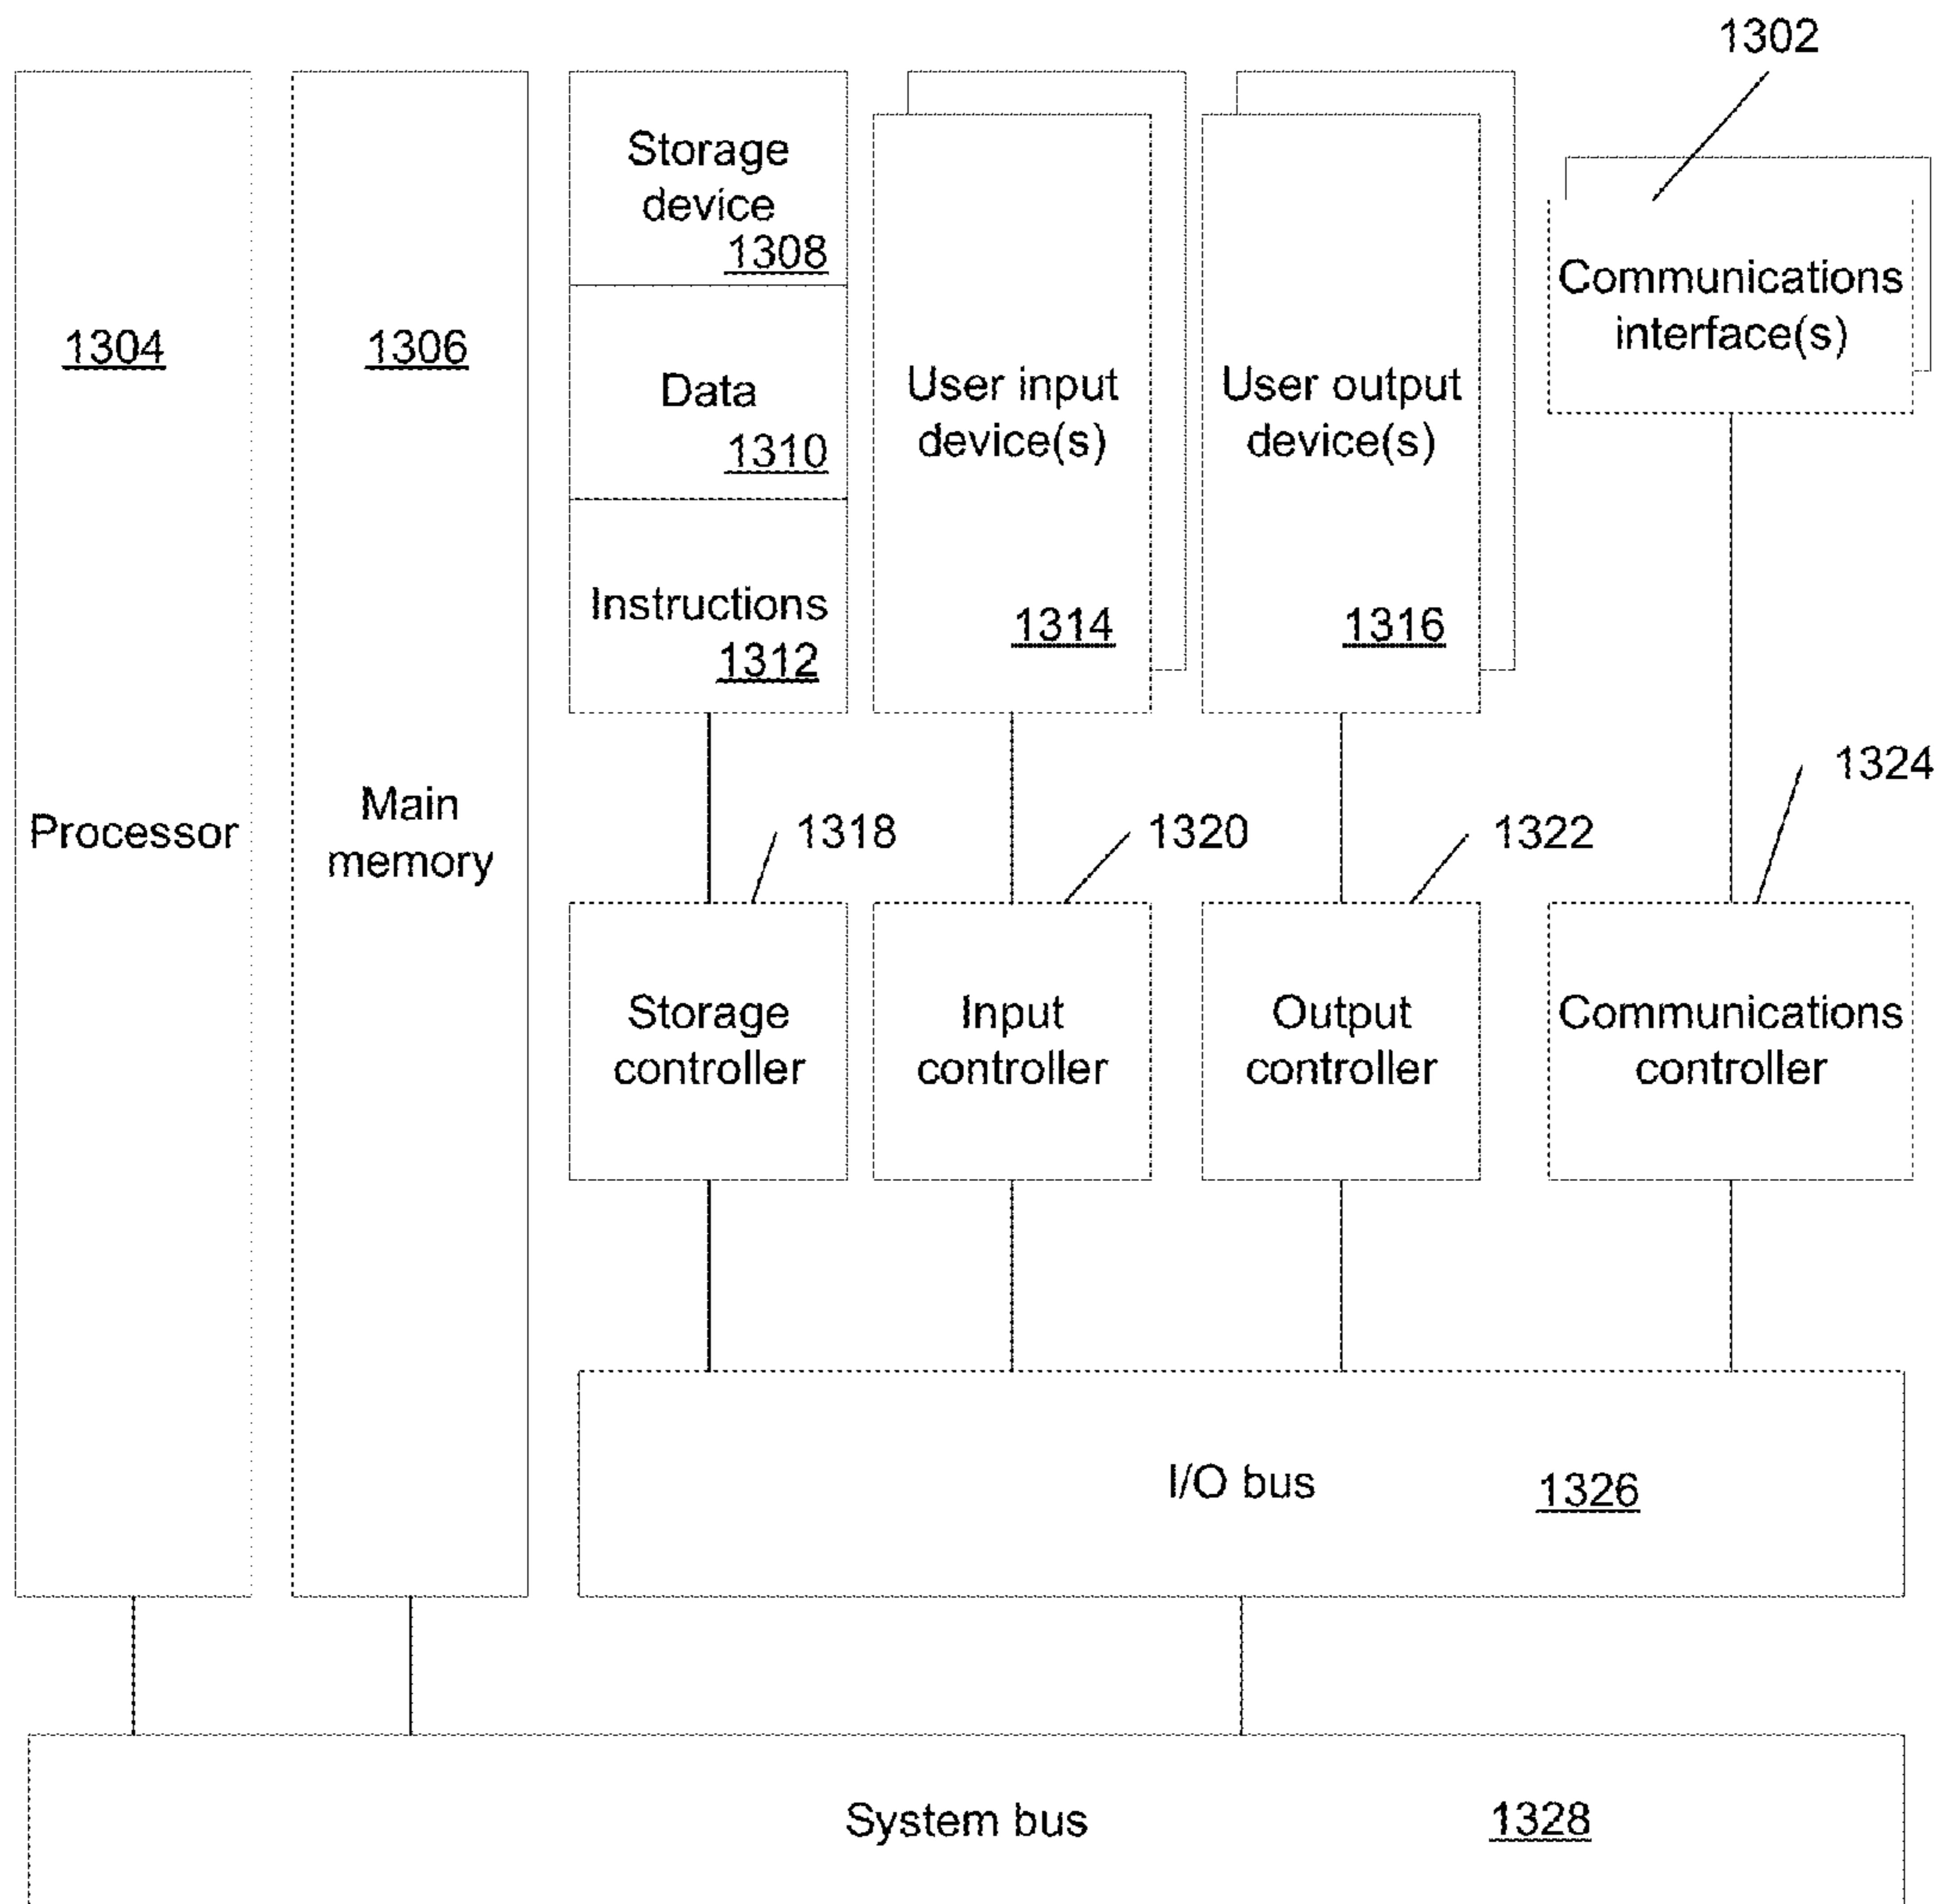 1302
Storage
device
1308
1304
1306
Data
1310
User input
device(s)
User output
device(s)
Communications
interface(s)
Instructions
1312
1314
1316
Processor
Main
memory
1318
1320
1322
1324
Storage
controller
Input
controller
Output
controller
Communications
controller
I/O bus
1326
System bus
1328